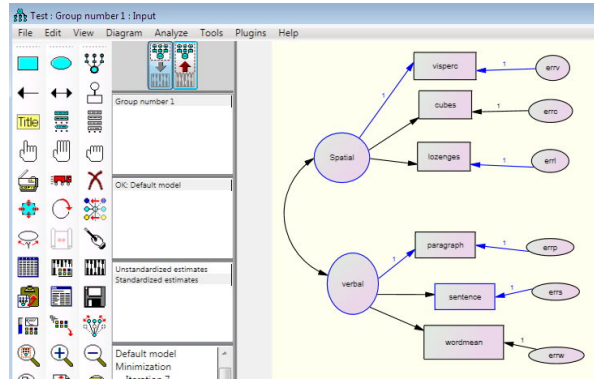 Test : Group number 1 : Input
File Edit View Diagram Analyze Tools Plugins Help
Title
Group number 1
OK: Default model
Unstandardized estimates
Standardized estimates
Default model
Minimization
Iteration 7
visperc
1
errv
cubes
1
errc
Spatial
lozenges
1
errl
paragraph
1
errp
verbal
sentence
1
errs
wordmean
1
errw
1
1